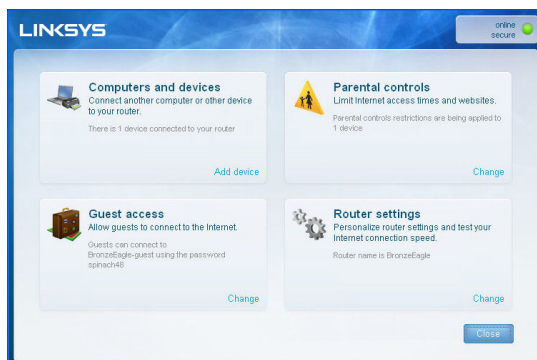 LINKSYS
online
secure
Computers and devices
Connect another computer or other device
to your router.
There is 1 device connected to your router
Add device
Parental controls
Limit Internet access times and websites.
Parental controls restrictions are being applied to
1 device
Change
Guest access
Allow guests to connect to the Internet.
Guests can connect to
BronzeEagle-guest using the password
spinach48
Change
Router settings
Personalize router settings and test your
Internet connection speed.
Router name is BronzeEagle
Change
Close